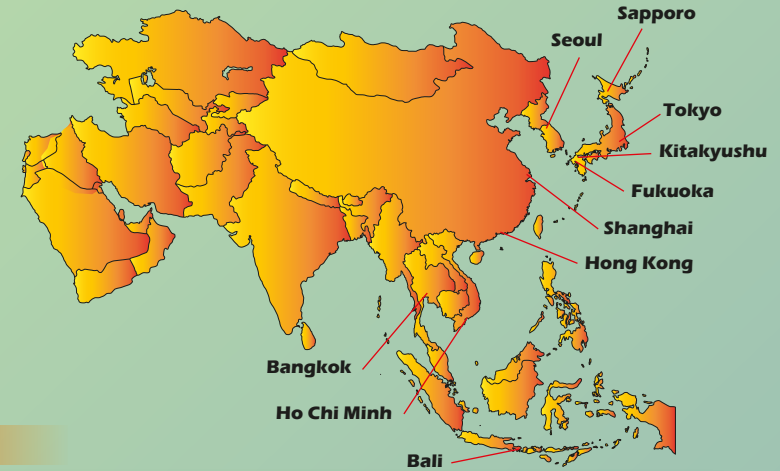 Sapporo
Seoul
Tokyo
Kitakyushu
Fukuoka
Shanghai
Hong Kong
Bangkok
Ho Chi Minh
Bali